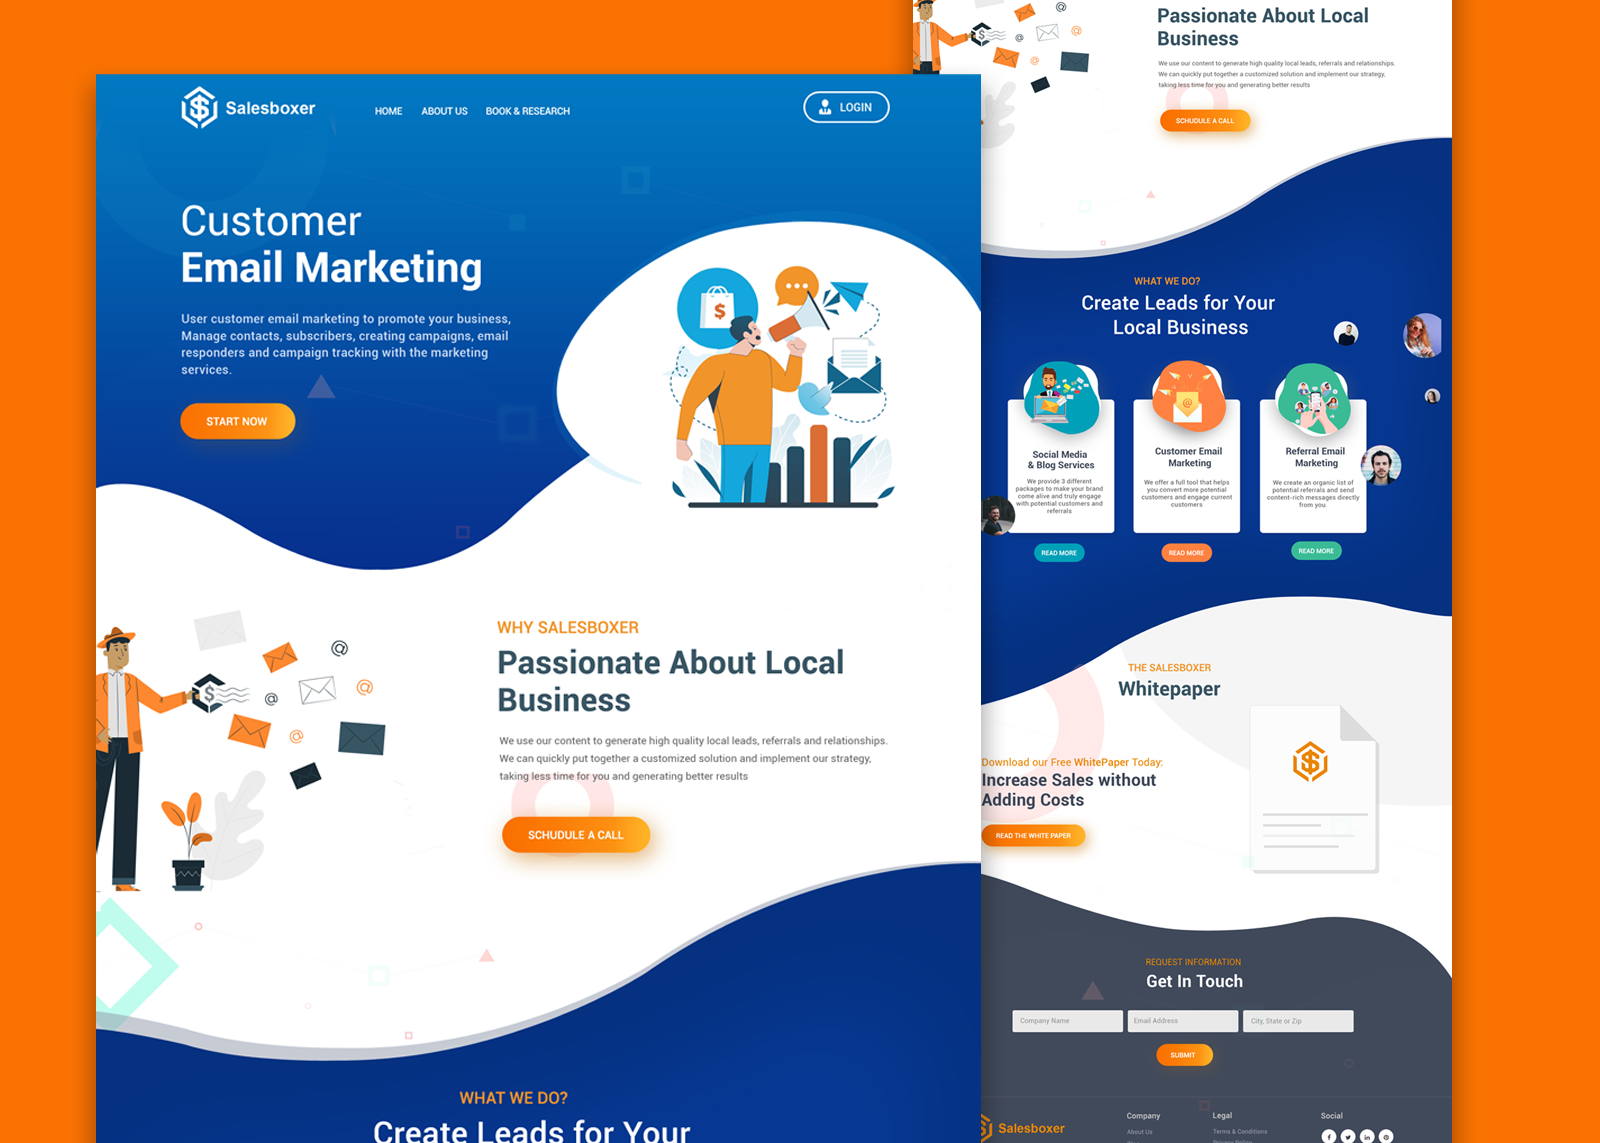 Salesboxer
HOME
ABOUT US
BOOK & RESEARCH
LOGIN
Customer
Email Marketing
User customer email marketing to promote your business,
Manage contacts, subscribers, creating campaigns, email
responders and campaign tracking with the marketing
services.
START NOW
WHY SALESBOXER
Passionate About Local
Business
We use our content to generate high quality local leads, referrals and relationships.
We can quickly put together a customized solution and implement our strategy,
taking less time for you and generating better results
SCHUDULE A CALL
WHAT WE DO?
Create Leads for Your
Passionate About Local
Business
We use our content to generate high quality local leads, referrals and relationships.
We can quickly put together a customized solution and implement our strategy,
taking less time for you and generating better results
SCHUDULE A CALL
WHAT WE DO?
Create Leads for Your
Local Business
Social Media
& Blog Services
We provide 3 different
packages to make your brand
come alive and truly engage
with potential customers and
referrals
READ MORE
Customer Email
Marketing
We offer a full tool that helps
you convert more potential
customers and engage current
customers
READ MORE
Referral Email
Marketing
We create an organic list of
potential referrals and send
content-rich messages directly
from you.
READ MORE
THE SALESBOXER
Whitepaper
Download our Free WhitePaper Today:
Increase Sales without
Adding Costs
READ THE WHITE PAPER
REQUEST INFORMATION
Get In Touch
Company Name
Email Address
City, State or Zip
SUBMIT
Salesboxer
Company
About Us
Legal
Terms & Conditions
Privacy Policy
Social